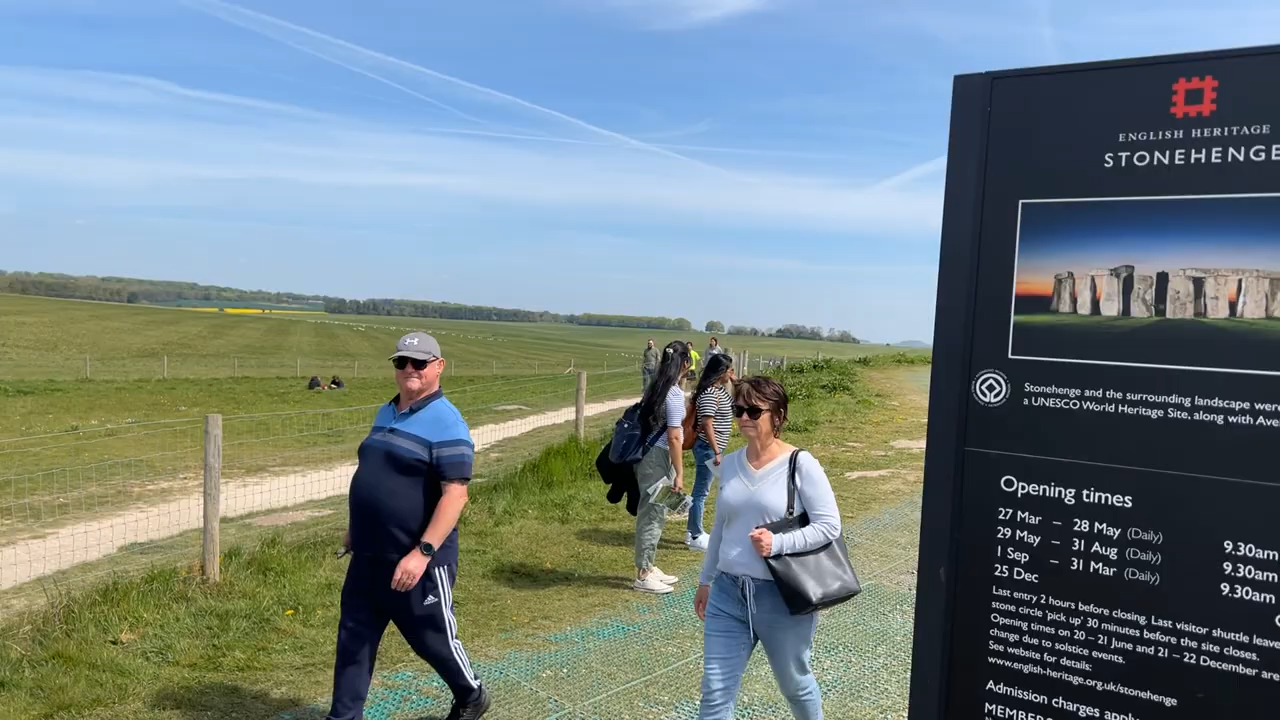 ENGLISH HERITAGE
STONEHENGE
Stonehenge and the surrounding landscape
a UNESCO World Heritage Site, along with
Opening times
27 Mar – 28 May (Daily) 9.30am
29 May – 31 Aug (Daily) 9.30am
1 Sep – 31 Mar (Daily) 9.30am
25 Dec
Last entry 2 hours before closing. Last visitor shuttle
stone circle 'pick up' 30 minutes before the site closes.
Opening times on 20 – 21 June and 21 – 22 December are
change due to solstice events.
See website for details:
www.english-heritage.org.uk/stonehenge
Admission charges
adidas